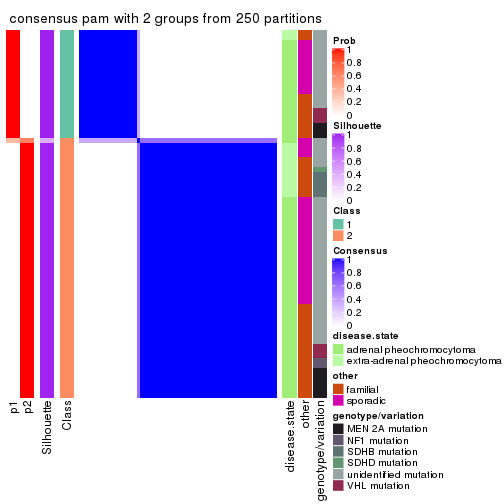 consensus pam with 2 groups from 250 partitions
Prob
1
0.8
0.6
0.4
0.2
0
Silhouette
1
0.8
0.6
0.4
0.2
0
Class
1
2
Consensus
1
0.8
0.6
0.4
0.2
0
disease.state
adrenal pheochromocytoma
extra-adrenal pheochromocytoma
other
familial
sporadic
genotype/variation
MEN 2A mutation
NF1 mutation
SDHB mutation
SDHD mutation
unidentified mutation
VHL mutation
p1
p2
Silhouette
Class
disease.state
other
genotype/variation